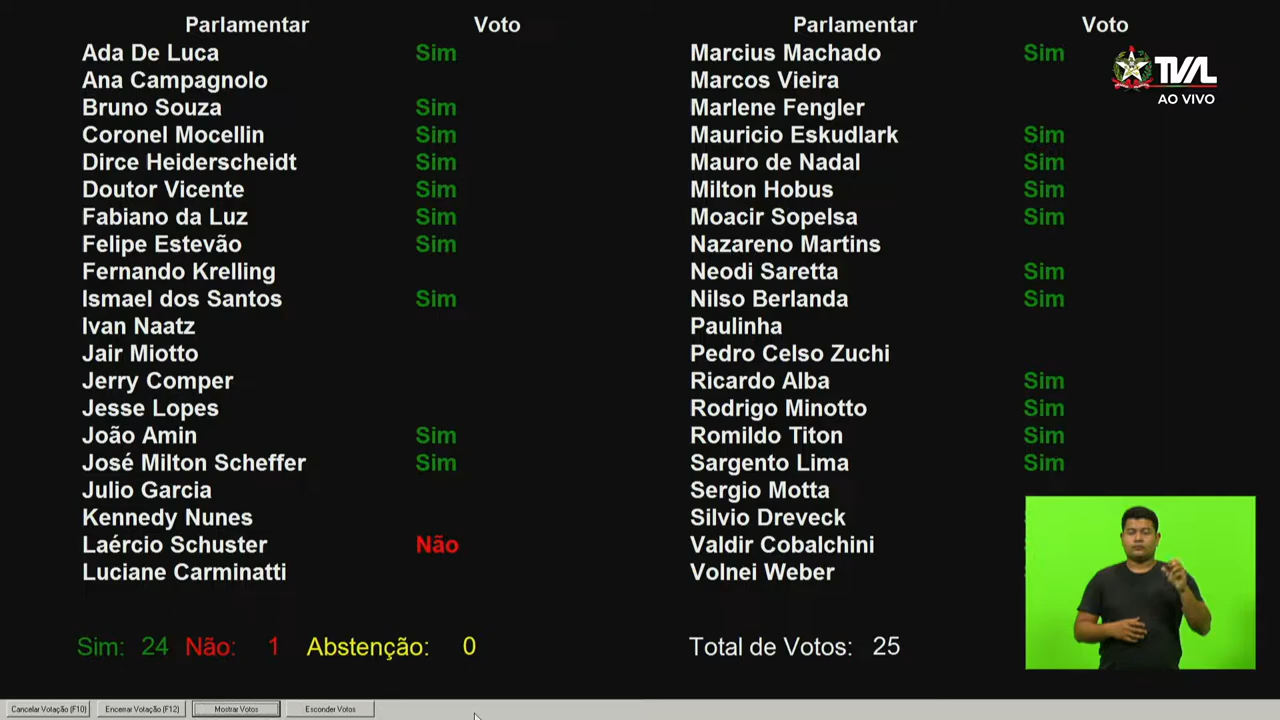 Parlamentar Voto Parlamentar Voto
Ada De Luca Sim Marcius Machado Sim
Ana Campagnolo Marcos Vieira
Bruno Souza Sim Marlene Fengler
Coronel Mocellin Sim Mauricio Eskudlark Sim
Dirce Heiderscheidt Sim Mauro de Nadal Sim
Doutor Vicente Sim Milton Hobus Sim
Fabiano da Luz Sim Moacir Sopelsa Sim
Felipe Estevão Sim Nazareno Martins
Fernando Krelling Neodi Saretta Sim
Ismael dos Santos Sim Nilso Berlanda Sim
Ivan Naatz Paulinha
Jair Miotto Pedro Celso Zuchi
Jerry Comper Ricardo Alba Sim
Jesse Lopes Rodrigo Minotto Sim
João Amin Sim Romildo Titon Sim
José Milton Scheffer Sim Sargento Lima Sim
Julio Garcia Sergio Motta
Kennedy Nunes Silvio Dreveck
Laércio Schuster Não Valdir Cobalchini
Luciane Carminatti Volnei Weber
Sim: 24 Não: 1 Abstenção: 0 Total de Votos: 25
TVAL
AO VIVO
Cancelar Votação (F10) Encerrar Votação (F12) Mostrar Votos Esconder Votos